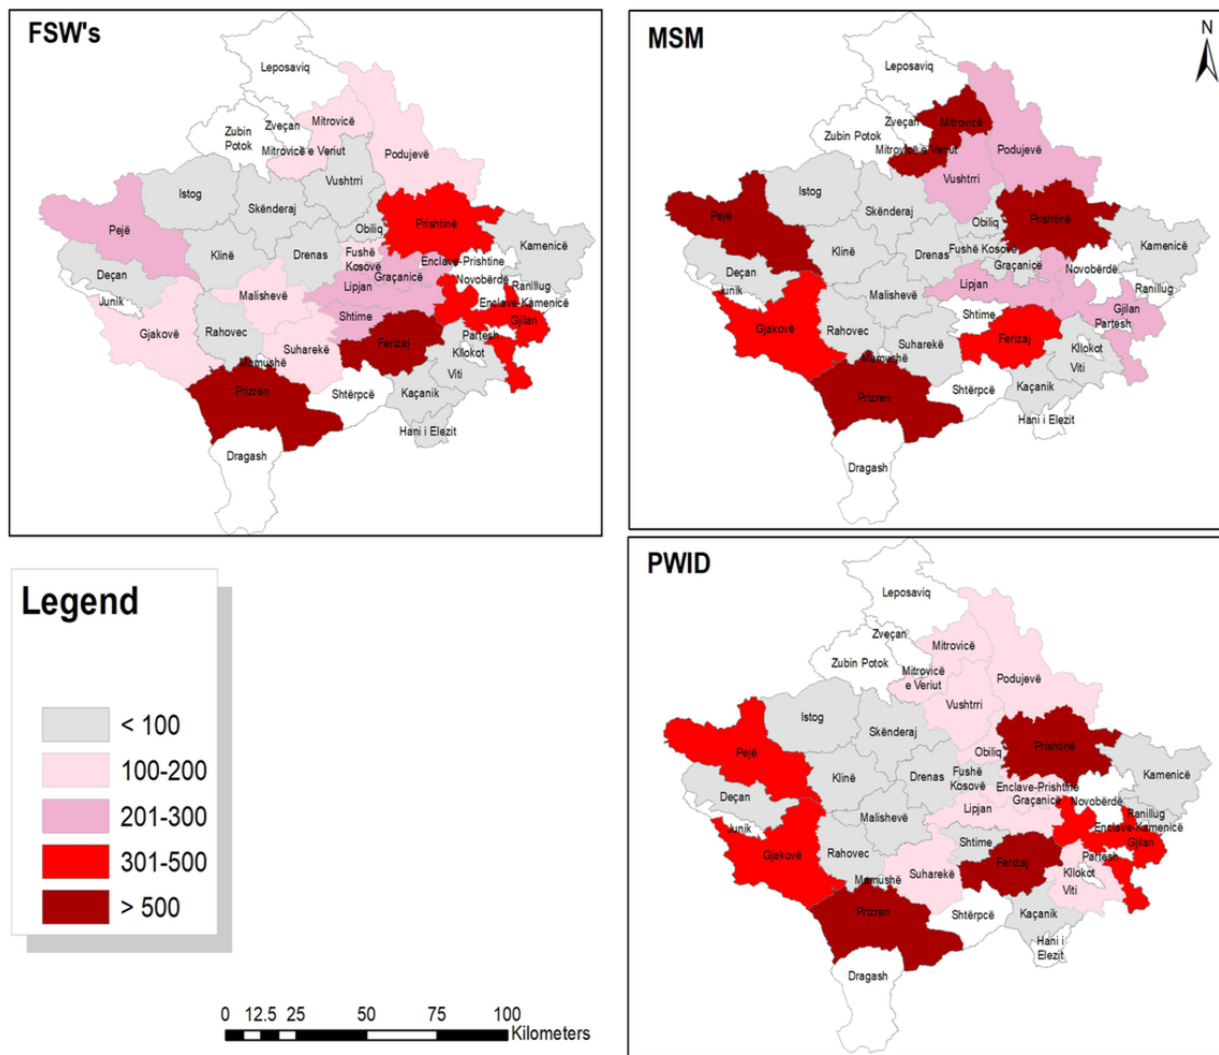 FSW's
Leposaviq
Zveçan
Mitrovicë
Zubin
Potok
Mitrovicë e Veriut
Podujevë
Vushtrri
Istog
Skënderaj
Prishtinë
Pejë
Obiliq
Kamenicë
Klinë
Drenas
Fushë
Kosovë
Enclave-Prishtine
Deçan
Graçanicë
Novobërdë
Lipjan
Ranillug
Junik
Malishevë
Enclave-Kamenicë
Shtime
Gjilan
Gjakovë
Rahovec
Partesh
Ferizaj
Suharekë
Kllokot
Mamushë
Viti
Prizren
Shtërpcë
Kaçanik
Hani i Elezit
Dragash
MSM
N
Leposaviq
Zveçan
Mitrovicë
Zubin Potok
Mitrovicë e Veriut
Podujevë
Vushtrri
Istog
Skënderaj
Pejë
Prishtinë
Obiliq
Kamenicë
Klinë
Drenas
Fushë Kosovë
Graçanicë
Novobërdë
Deçan
Lipjan
Ranillug
Junik
Malishevë
Gjilan
Shtime
Partesh
Gjakovë
Rahovec
Suharekë
Ferizaj
Kllokot
Mamushë
Viti
Prizren
Shtërpcë
Kaçanik
Hani i Elezit
Dragash
Legend
< 100
100-200
201-300
301-500
> 500
0 12.5 25 50 75 100
Kilometers
PWID
Leposaviq
Zveçan
Zubin Potok
Mitrovicë
Mitrovicë
e Veriut
Podujevë
Vushtrri
Istog
Skënderaj
Pejë
Obiliq
Prishtinë
Klinë
Drenas
Fushë
Kosovë
Kamenicë
Enclave-Prishtinë
Deçan
Graçanicë
Novobërdë
Lipjan
Ranillug
Malishevë
Junik
Enclave-Kamenicë
Shtime
Gjilan
Gjakovë
Rahovec
Partesh
Suharekë
Ferizaj
Kllokot
Mamushë
Viti
Prizren
Shtërpcë
Kaçanik
Hani i
Elezit
Dragash